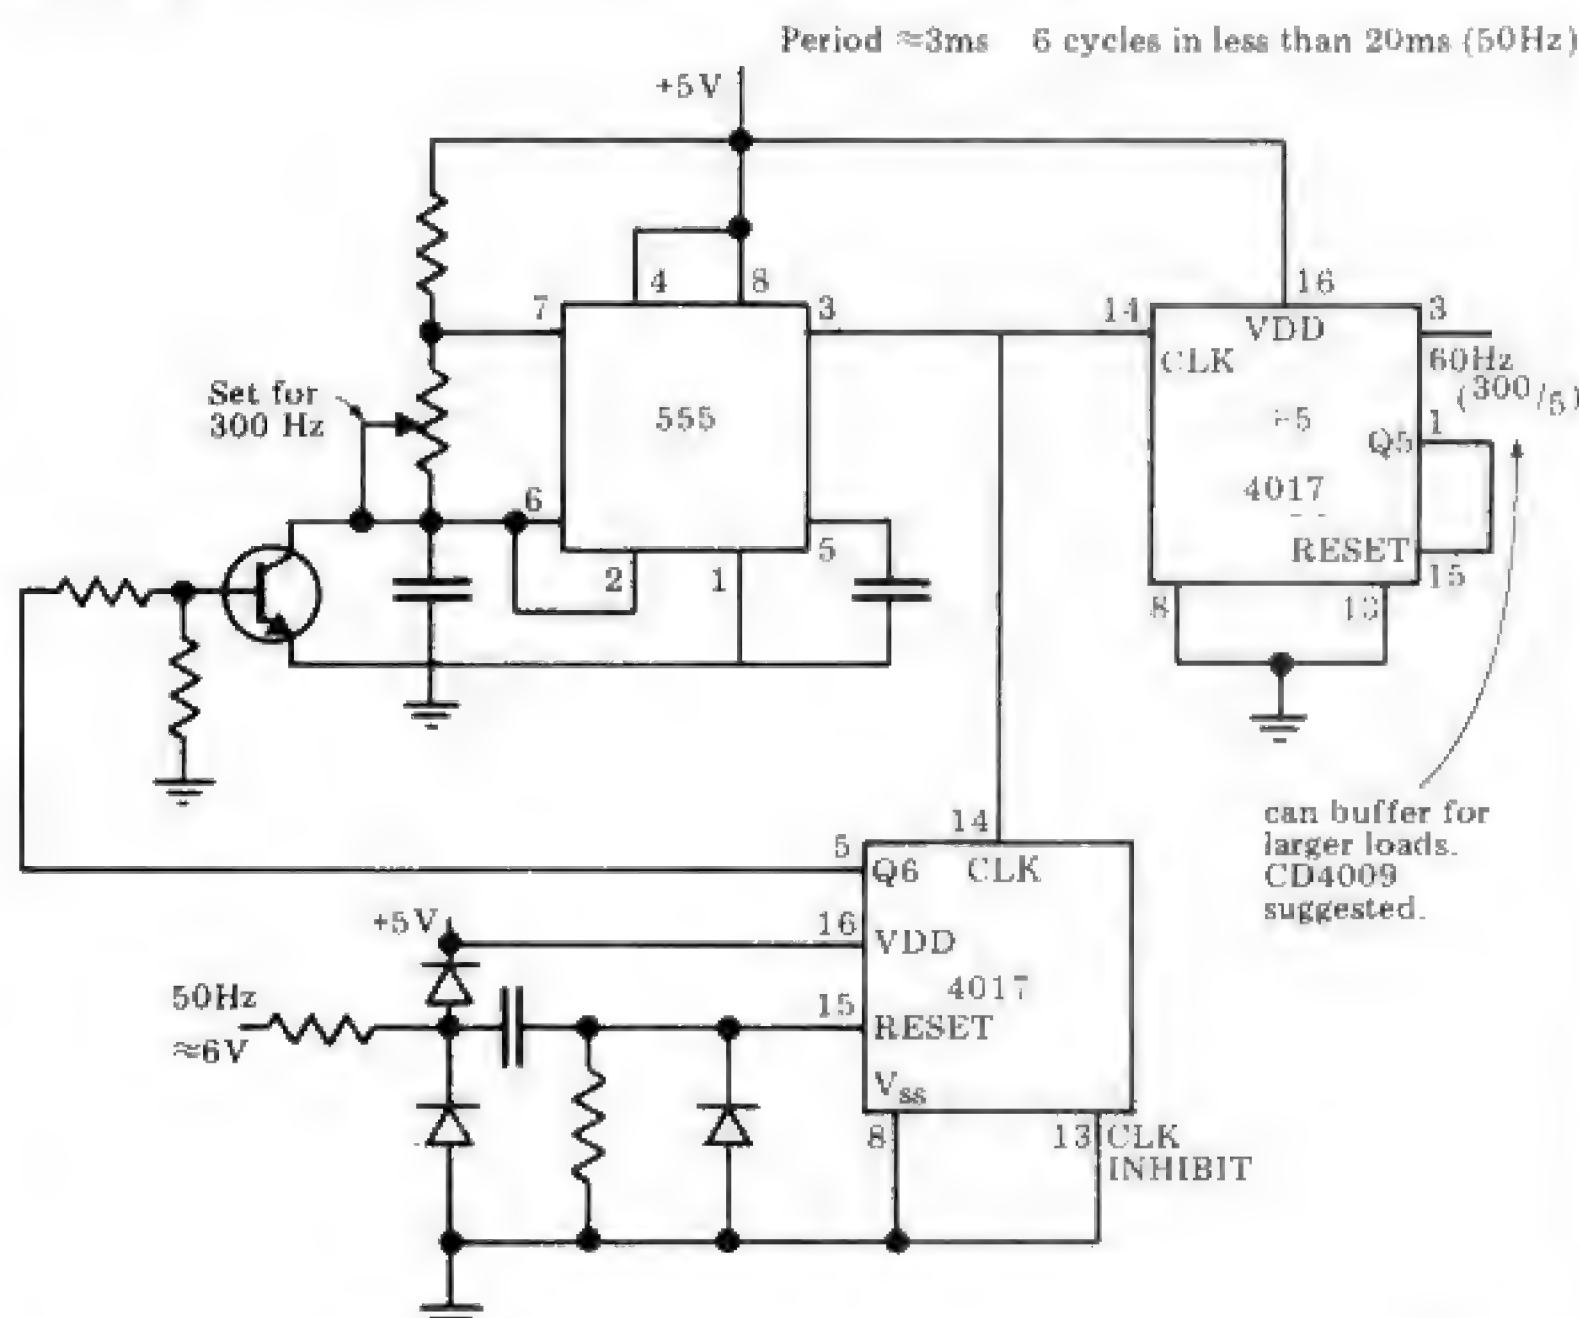 Period ≈3ms 6 cycles in less than 20ms (50Hz)
+5V
4
8
16
7
3
14
VDD
3
CLK
60Hz
(300/5)
Set for
300 Hz
555
÷5
1
Q5
4017
6
5
RESET
15
2
1
8
13
can buffer for
larger loads.
CD4009
suggested.
14
5
Q6
CLK
+5V
16
VDD
4017
50Hz
≈6V
15
RESET
Vss
8
13
CLK
INHIBIT